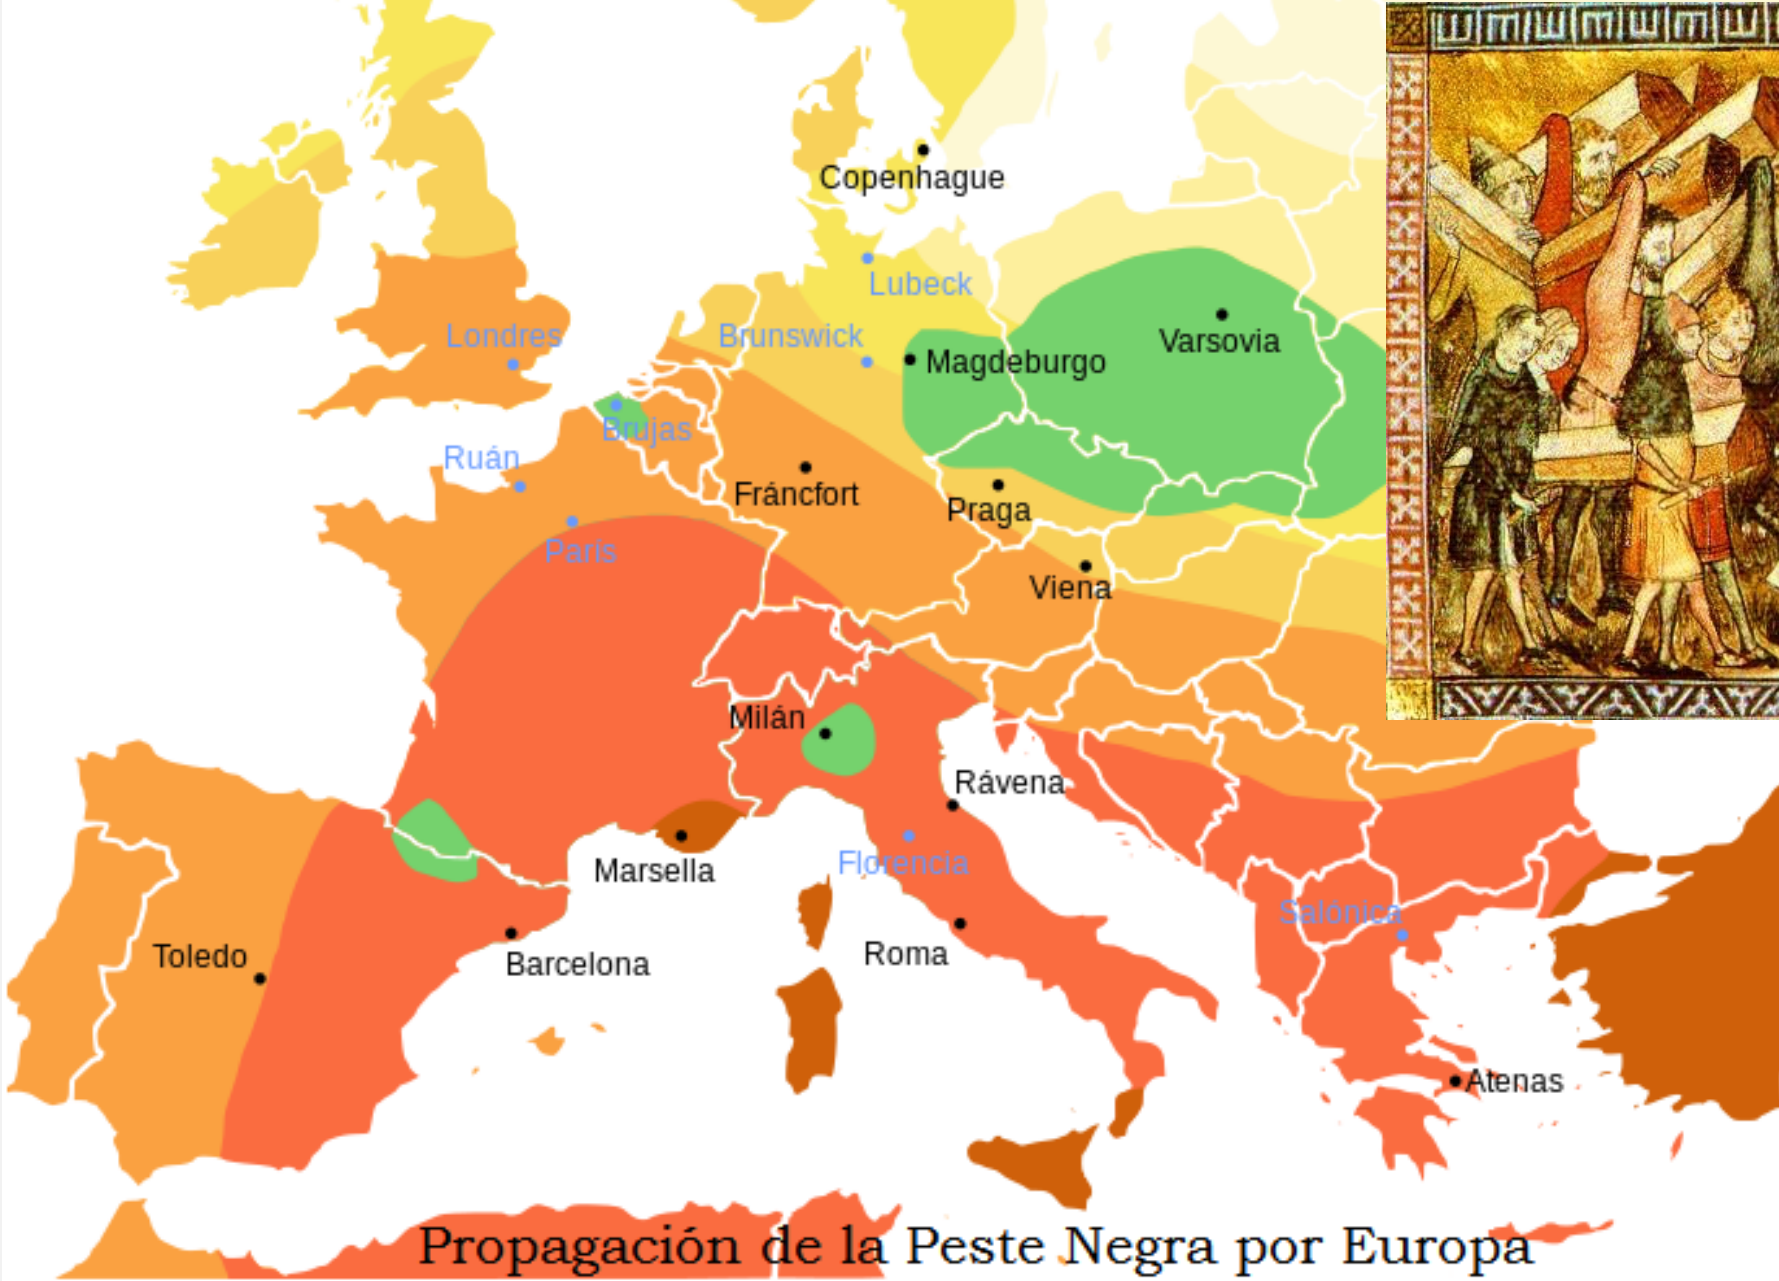 Copenhague
Lubeck
Londres
Brunswick
Magdeburgo
Varsovia
Brujas
Ruán
Fráncfort
Praga
París
Viena
Milán
Rávena
Marsella
Florencia
Salónica
Toledo
Barcelona
Roma
Atenas
Propagación de la Peste Negra por Europa